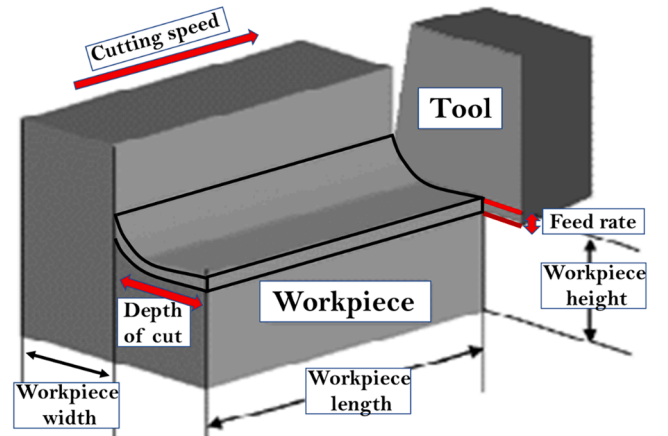 Cutting speed
Tool
Feed rate
Workpiece
height
Workpiece
Depth
of cut
Workpiece
length
Workpiece
width